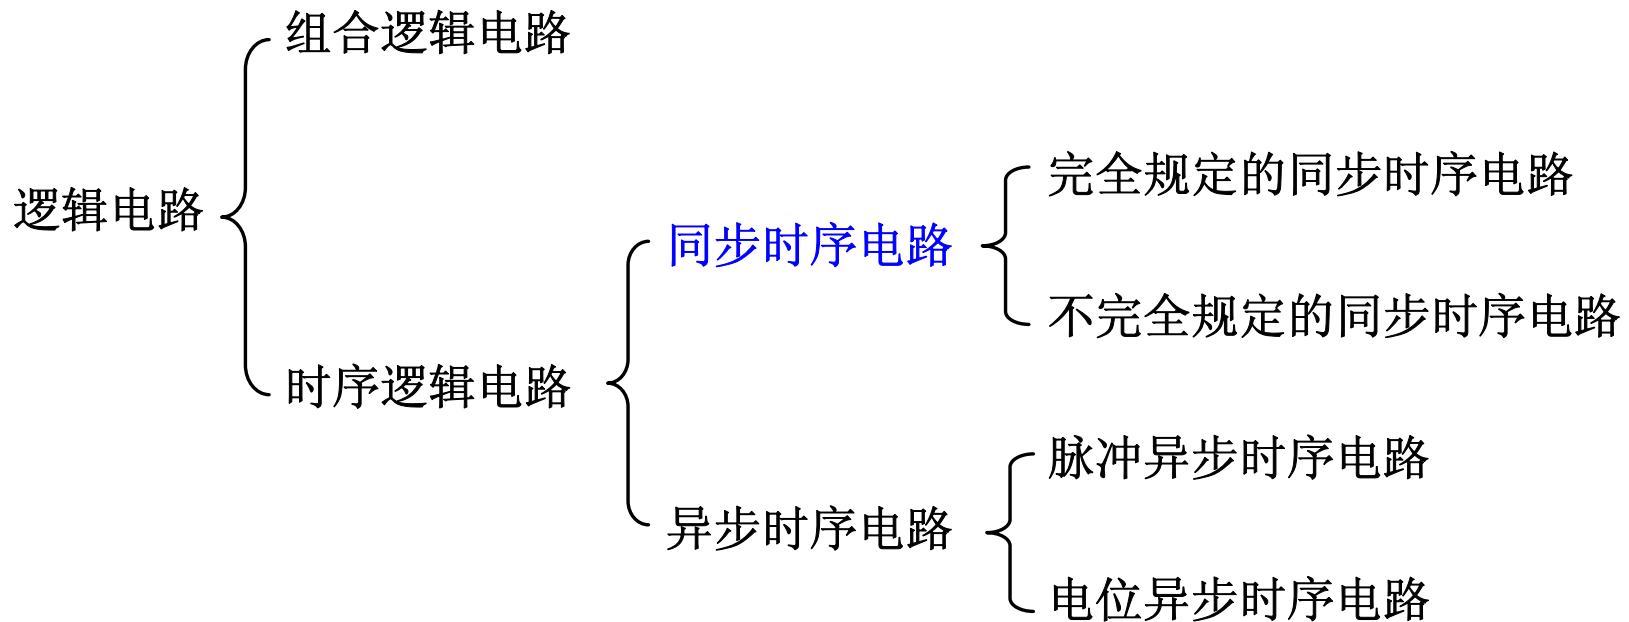 组合逻辑电路
完全规定的同步时序电路
逻辑电路
同步时序电路
不完全规定的同步时序电路
时序逻辑电路
脉冲异步时序电路
异步时序电路
电位异步时序电路